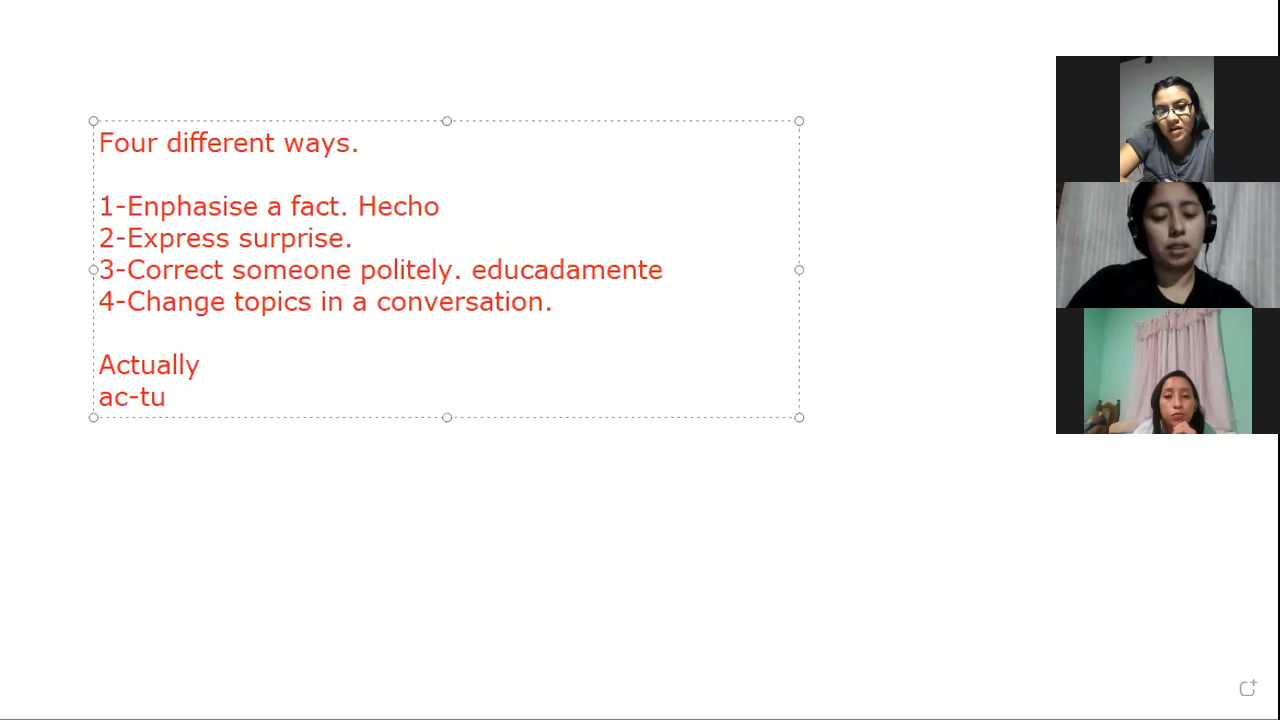 Four different ways.
1-Enphasise a fact. Hecho
2-Express surprise.
3-Correct someone politely. educadamente
4-Change topics in a conversation.
Actually
ac-tu